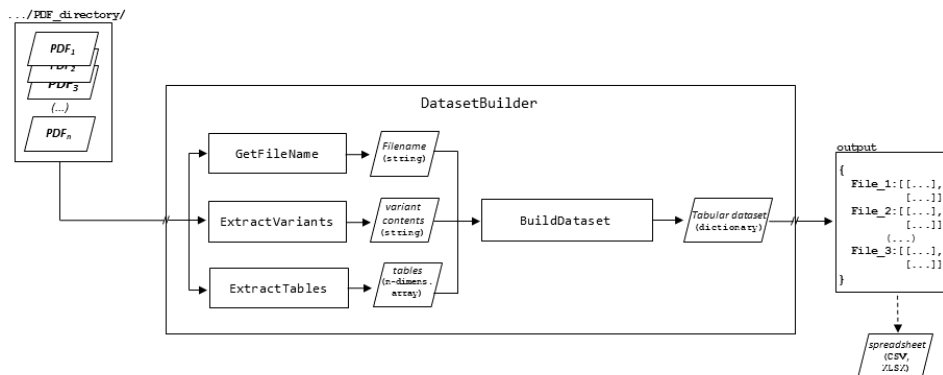 .../PDF_directory/
PDF1
PDF2
PDF3
(...)
PDFn
DatasetBuilder
GetFileName
Filename
(string)
ExtractVariants
variant
contents
(string)
ExtractTables
tables
(n-dimens.
array)
BuildDataset
Tabular dataset
(dictionary)
output
{
File_1:[[...],
[...]]
File_2:[[...],
[...]]
(...)
File_3:[[...],
[...]]
}
spreadsheet
(CSV,
XLSX)